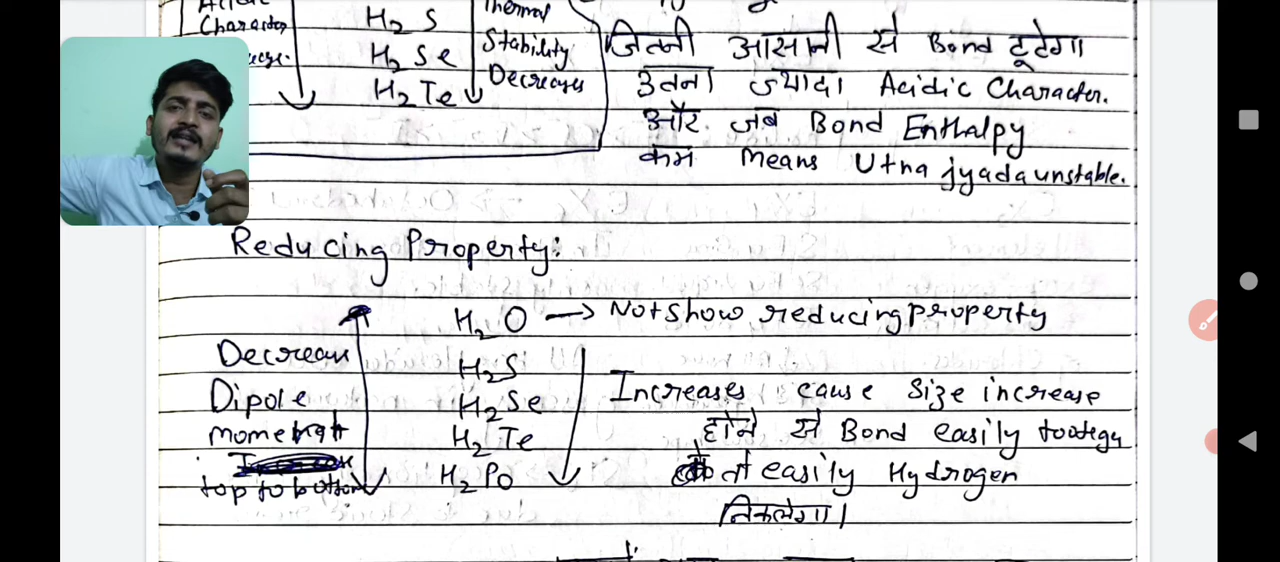 Character
H2S
H2Se
H2Te
Thermal
Stability
Decreases
जितनी आसानी से Bond टूटेगा
उतना ज्यादा Acidic Character.
और जब Bond Enthalpy
कम means Utna jyada unstable.
Reducing Property:
H2O → Not show reducing property
H2S
H2Se
H2Te
H2Po
Decreases
Dipole
moment
top to bottom
Increases cause size increase
होने से Bond easily tootega
तो easily Hydrogen
निकलेगा।